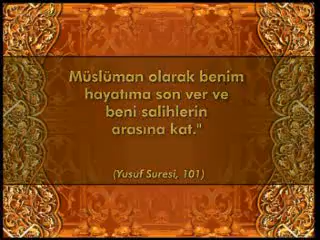 Müslüman olarak benim
hayatıma son ver ve
beni salihlerin
arasına kat."
(Yusuf Suresi, 101)